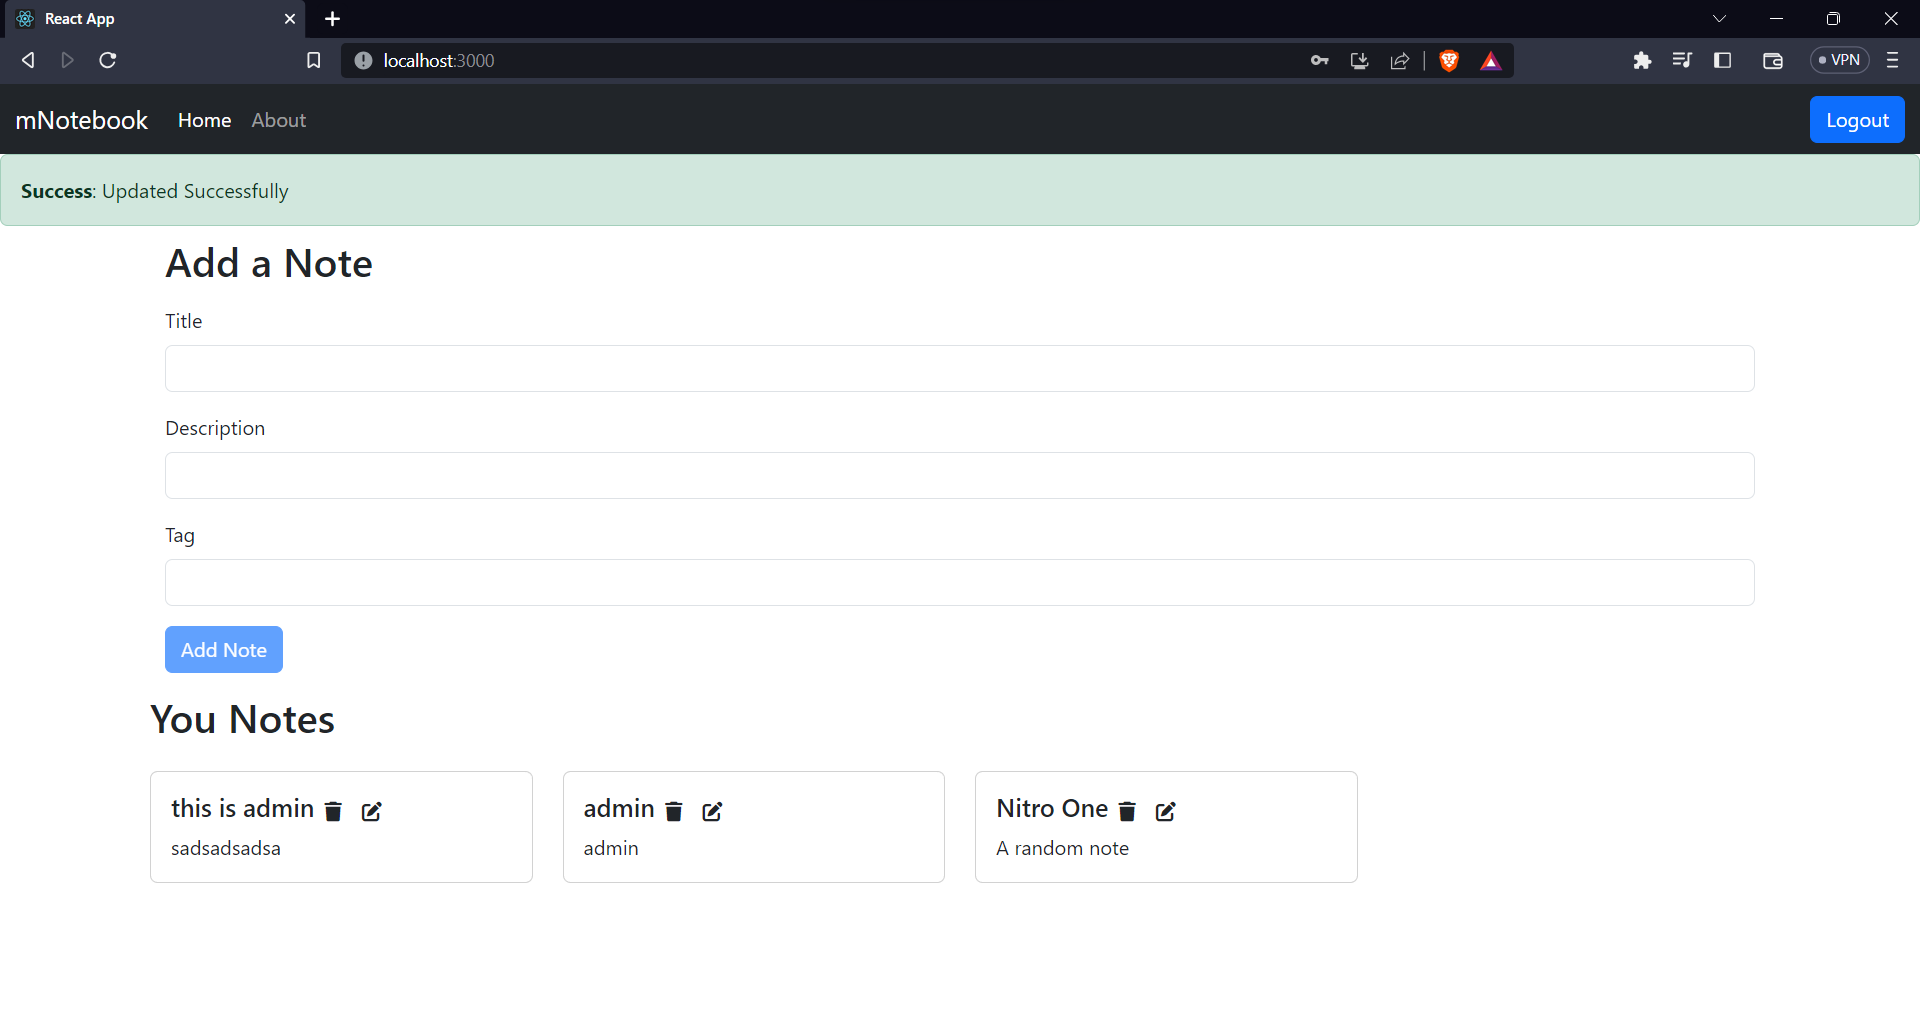 React App
localhost:3000
VPN
mNotebook Home About Logout
Success: Updated Successfully
Add a Note
Title
Description
Tag
Add Note
You Notes
this is admin
sadsadsadsa
admin
admin
Nitro One
A random note